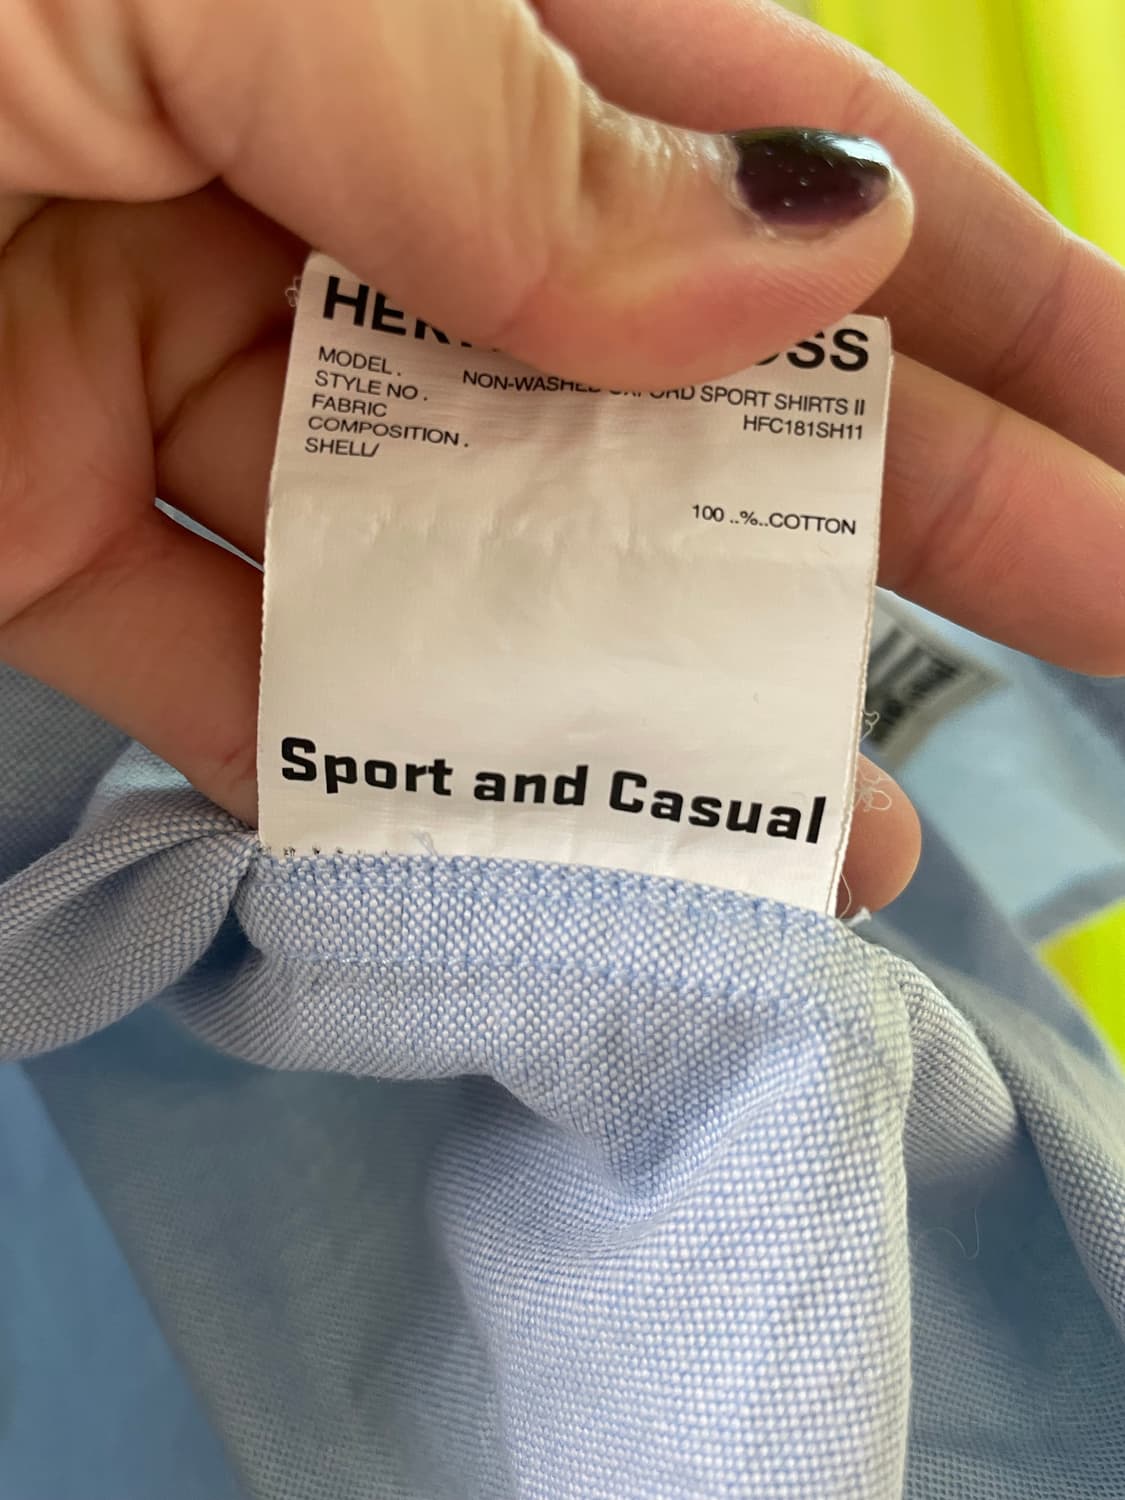 MODEL.
NON-WASHED SPORT SHIRTS II
STYLE NO.
HFC181SH11
FABRIC
COMPOSITION.
SHELL/
100 ..%..COTTON
Sport and Casual